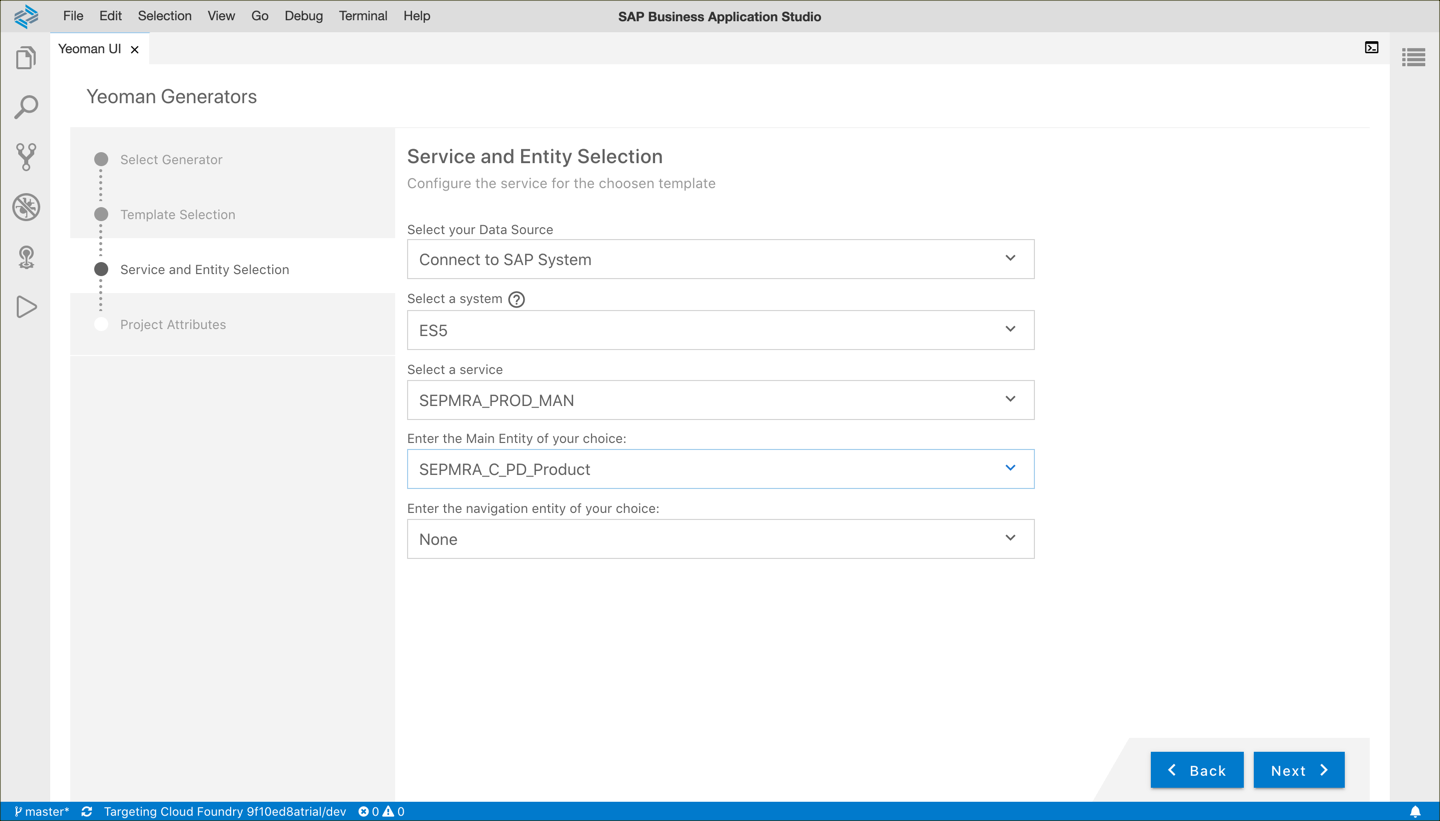 File Edit Selection View Go Debug Terminal Help SAP Business Application Studio
Yeoman UI
Yeoman Generators
Select Generator
Template Selection
Service and Entity Selection
Project Attributes
Service and Entity Selection
Configure the service for the choosen template
Select your Data Source
Connect to SAP System
Select a system ?
ES5
Select a service
SEPMRA_PROD_MAN
Enter the Main Entity of your choice:
SEPMRA_C_PD_Product
Enter the navigation entity of your choice:
None
Back Next
master* Targeting Cloud Foundry 9f10ed8atrial/dev 0 0